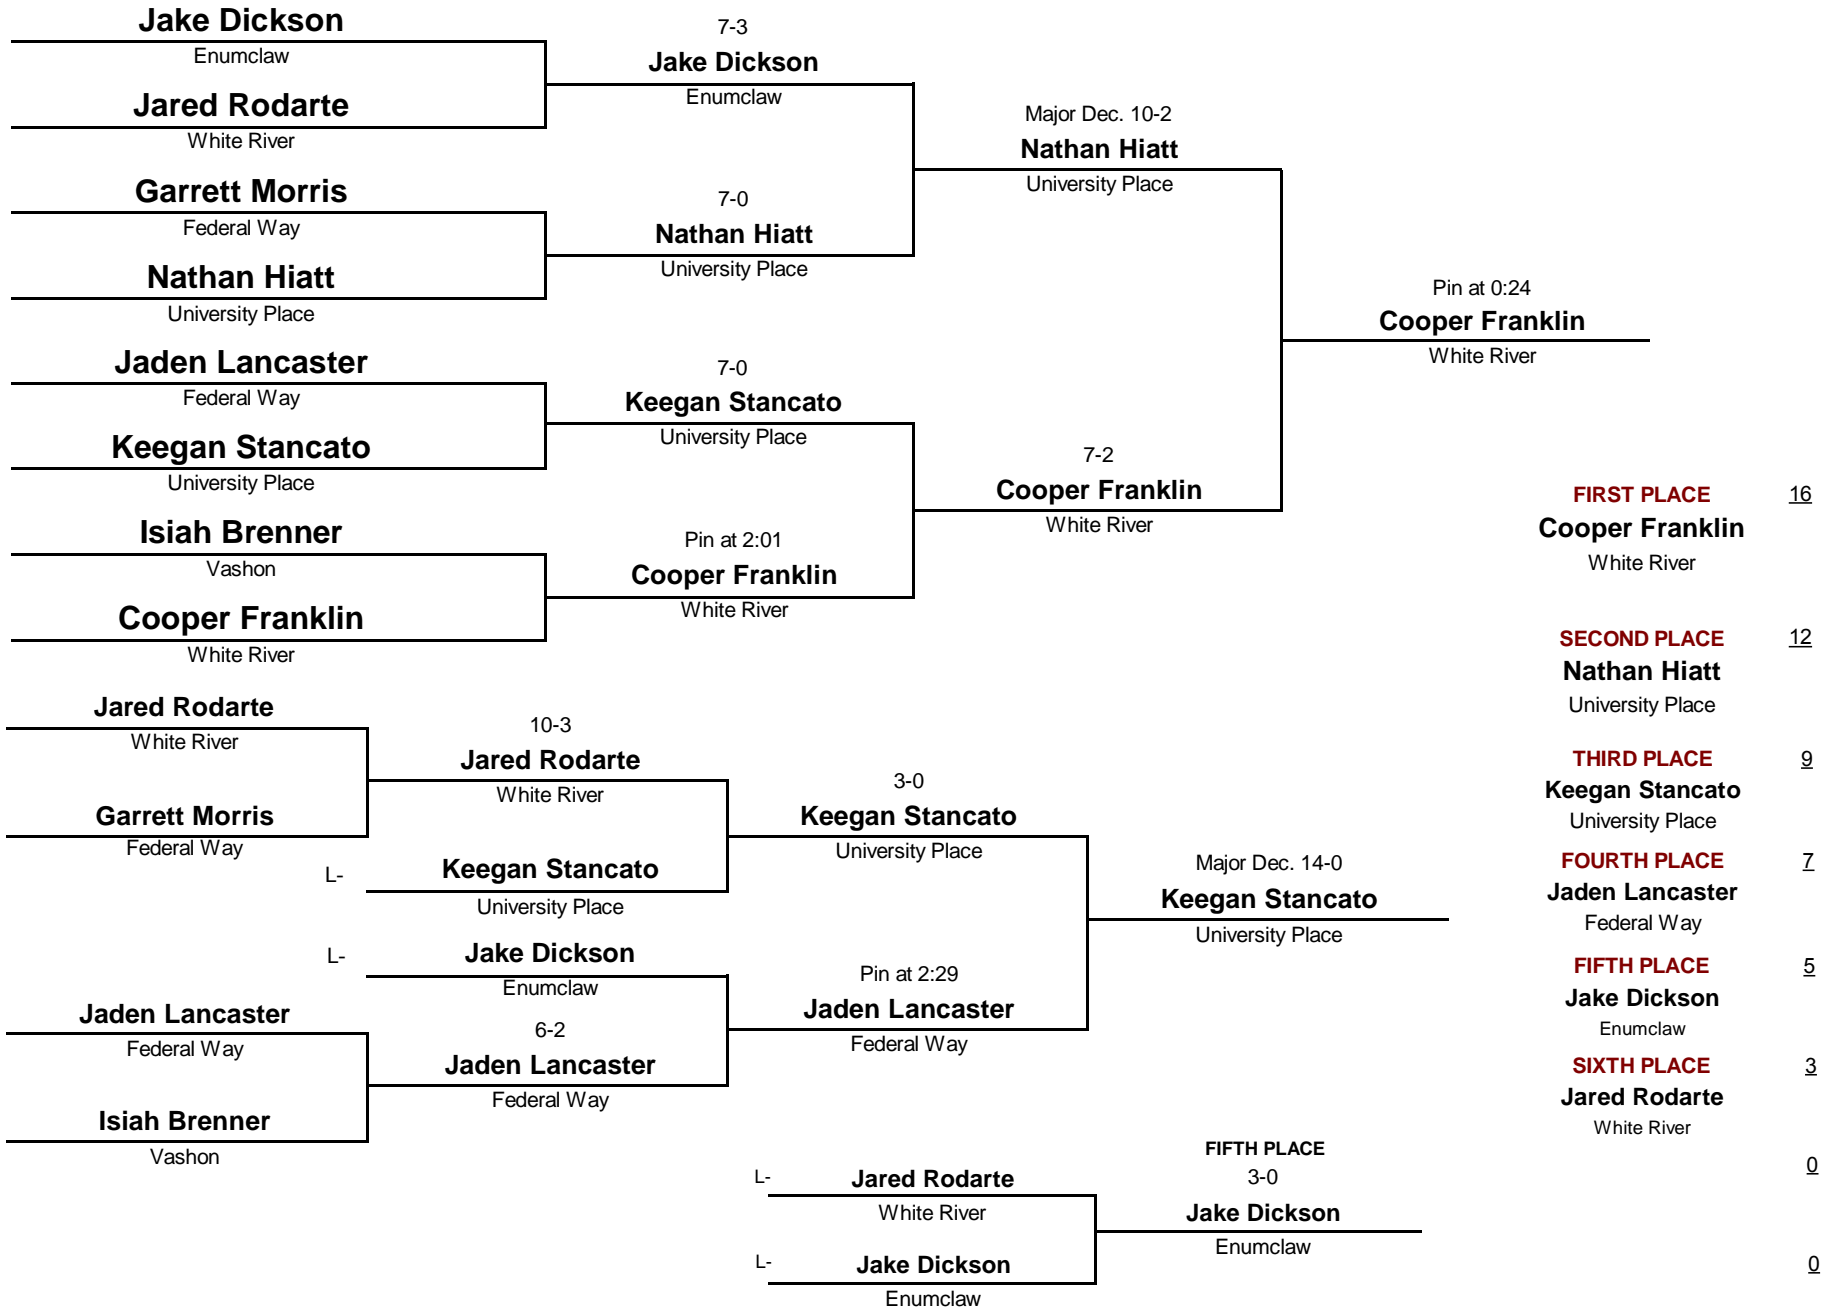 Jake Dickson
Enumclaw
Jared Rodarte
White River
Garrett Morris
Federal Way
Nathan Hiatt
University Place
Jaden Lancaster
Federal Way
Keegan Stancato
University Place
Isiah Brenner
Vashon
Cooper Franklin
White River
7-3
Jake Dickson
Enumclaw
7-0
Nathan Hiatt
University Place
7-0
Keegan Stancato
University Place
Pin at 2:01
Cooper Franklin
White River
Major Dec. 10-2
Nathan Hiatt
University Place
7-2
Cooper Franklin
White River
Pin at 0:24
Cooper Franklin
White River
Jared Rodarte
White River
Garrett Morris
Federal Way
Jaden Lancaster
Federal Way
Isiah Brenner
Vashon
10-3
Jared Rodarte
White River
L-
Keegan Stancato
University Place
L-
Jake Dickson
Enumclaw
6-2
Jaden Lancaster
Federal Way
3-0
Keegan Stancato
University Place
Pin at 2:29
Jaden Lancaster
Federal Way
Major Dec. 14-0
Keegan Stancato
University Place
L-
Jared Rodarte
White River
L-
Jake Dickson
Enumclaw
FIFTH PLACE
3-0
Jake Dickson
Enumclaw
FIRST PLACE 16
Cooper Franklin
White River
SECOND PLACE 12
Nathan Hiatt
University Place
THIRD PLACE 9
Keegan Stancato
University Place
FOURTH PLACE 7
Jaden Lancaster
Federal Way
FIFTH PLACE 5
Jake Dickson
Enumclaw
SIXTH PLACE 3
Jared Rodarte
White River
0
0